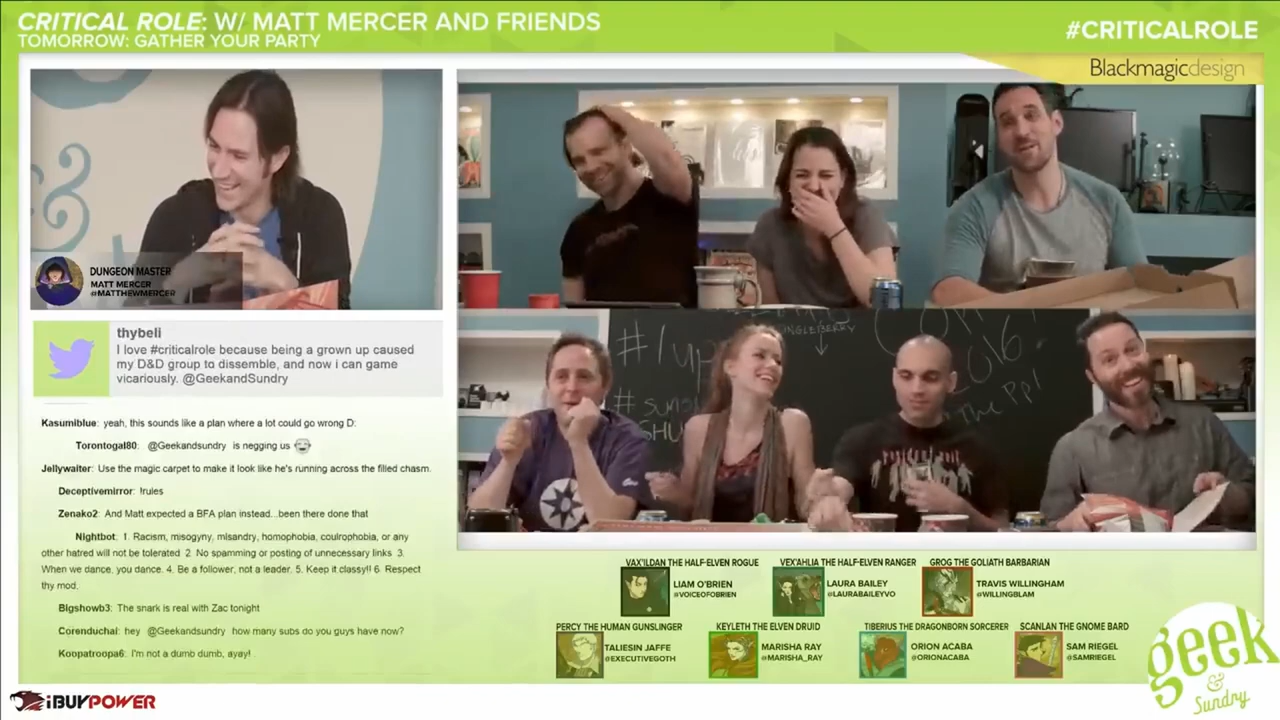 CRITICAL ROLE: W/ MATT MERCER AND FRIENDS
TOMORROW: GATHER YOUR PARTY
#CRITICALROLE
Blackmagicdesign
DUNGEON MASTER
MATT MERCER
@MATTHEWMERCER
thybeli
I love #criticalrole because being a grown up caused
my D&D group to dissemble, and now i can game
vicariously. @GeekandSundry
Kasumiblue: yeah, this sounds like a plan where a lot could go wrong D:
Torontogal80: @Geekandsundry is negging us
Jellywaiter: Use the magic carpet to make it look like he's running across the filled chasm.
Deceptivemirror: !rules
Zenako2: And Matt expected a BFA plan instead...been there done that
Nightbot: 1. Racism, misogyny, misandry, homophobia, coulrophobia, or any
other hatred will not be tolerated 2. No spamming or posting of unnecessary links 3.
When we dance, you dance. 4. Be a follower, not a leader. 5. Keep it classy!! 6. Respect
thy mod.
Bigshowb3: The snark is real with Zac tonight
Corenduchai: hey @Geekandsundry how many subs do you guys have now?
Koopatroopa6: I'm not a dumb dumb, ayay!
&
#1up
# suns
SHU
2016
The PP
resident evil
VAX'ILDAN THE HALF-ELVEN ROGUE
LIAM O'BRIEN
@VOICEOFOBRIEN
VEX'AHLIA THE HALF-ELVEN RANGER
LAURA BAILEY
@LAURABAILEYVO
GROG THE GOLIATH BARBARIAN
TRAVIS WILLINGHAM
@WILLINGBLAM
PERCY THE HUMAN GUNSLINGER
TALIESIN JAFFE
@EXECUTIVEGOTH
KEYLETH THE ELVEN DRUID
MARISHA RAY
@MARISHA_RAY
TIBERIUS THE DRAGONBORN SORCERER
ORION ACABA
@ORIONACABA
SCANLAN THE GNOME BARD
SAM RIEGEL
@SAMRIEGEL
geek
&
Sundry
iBUYPOWER